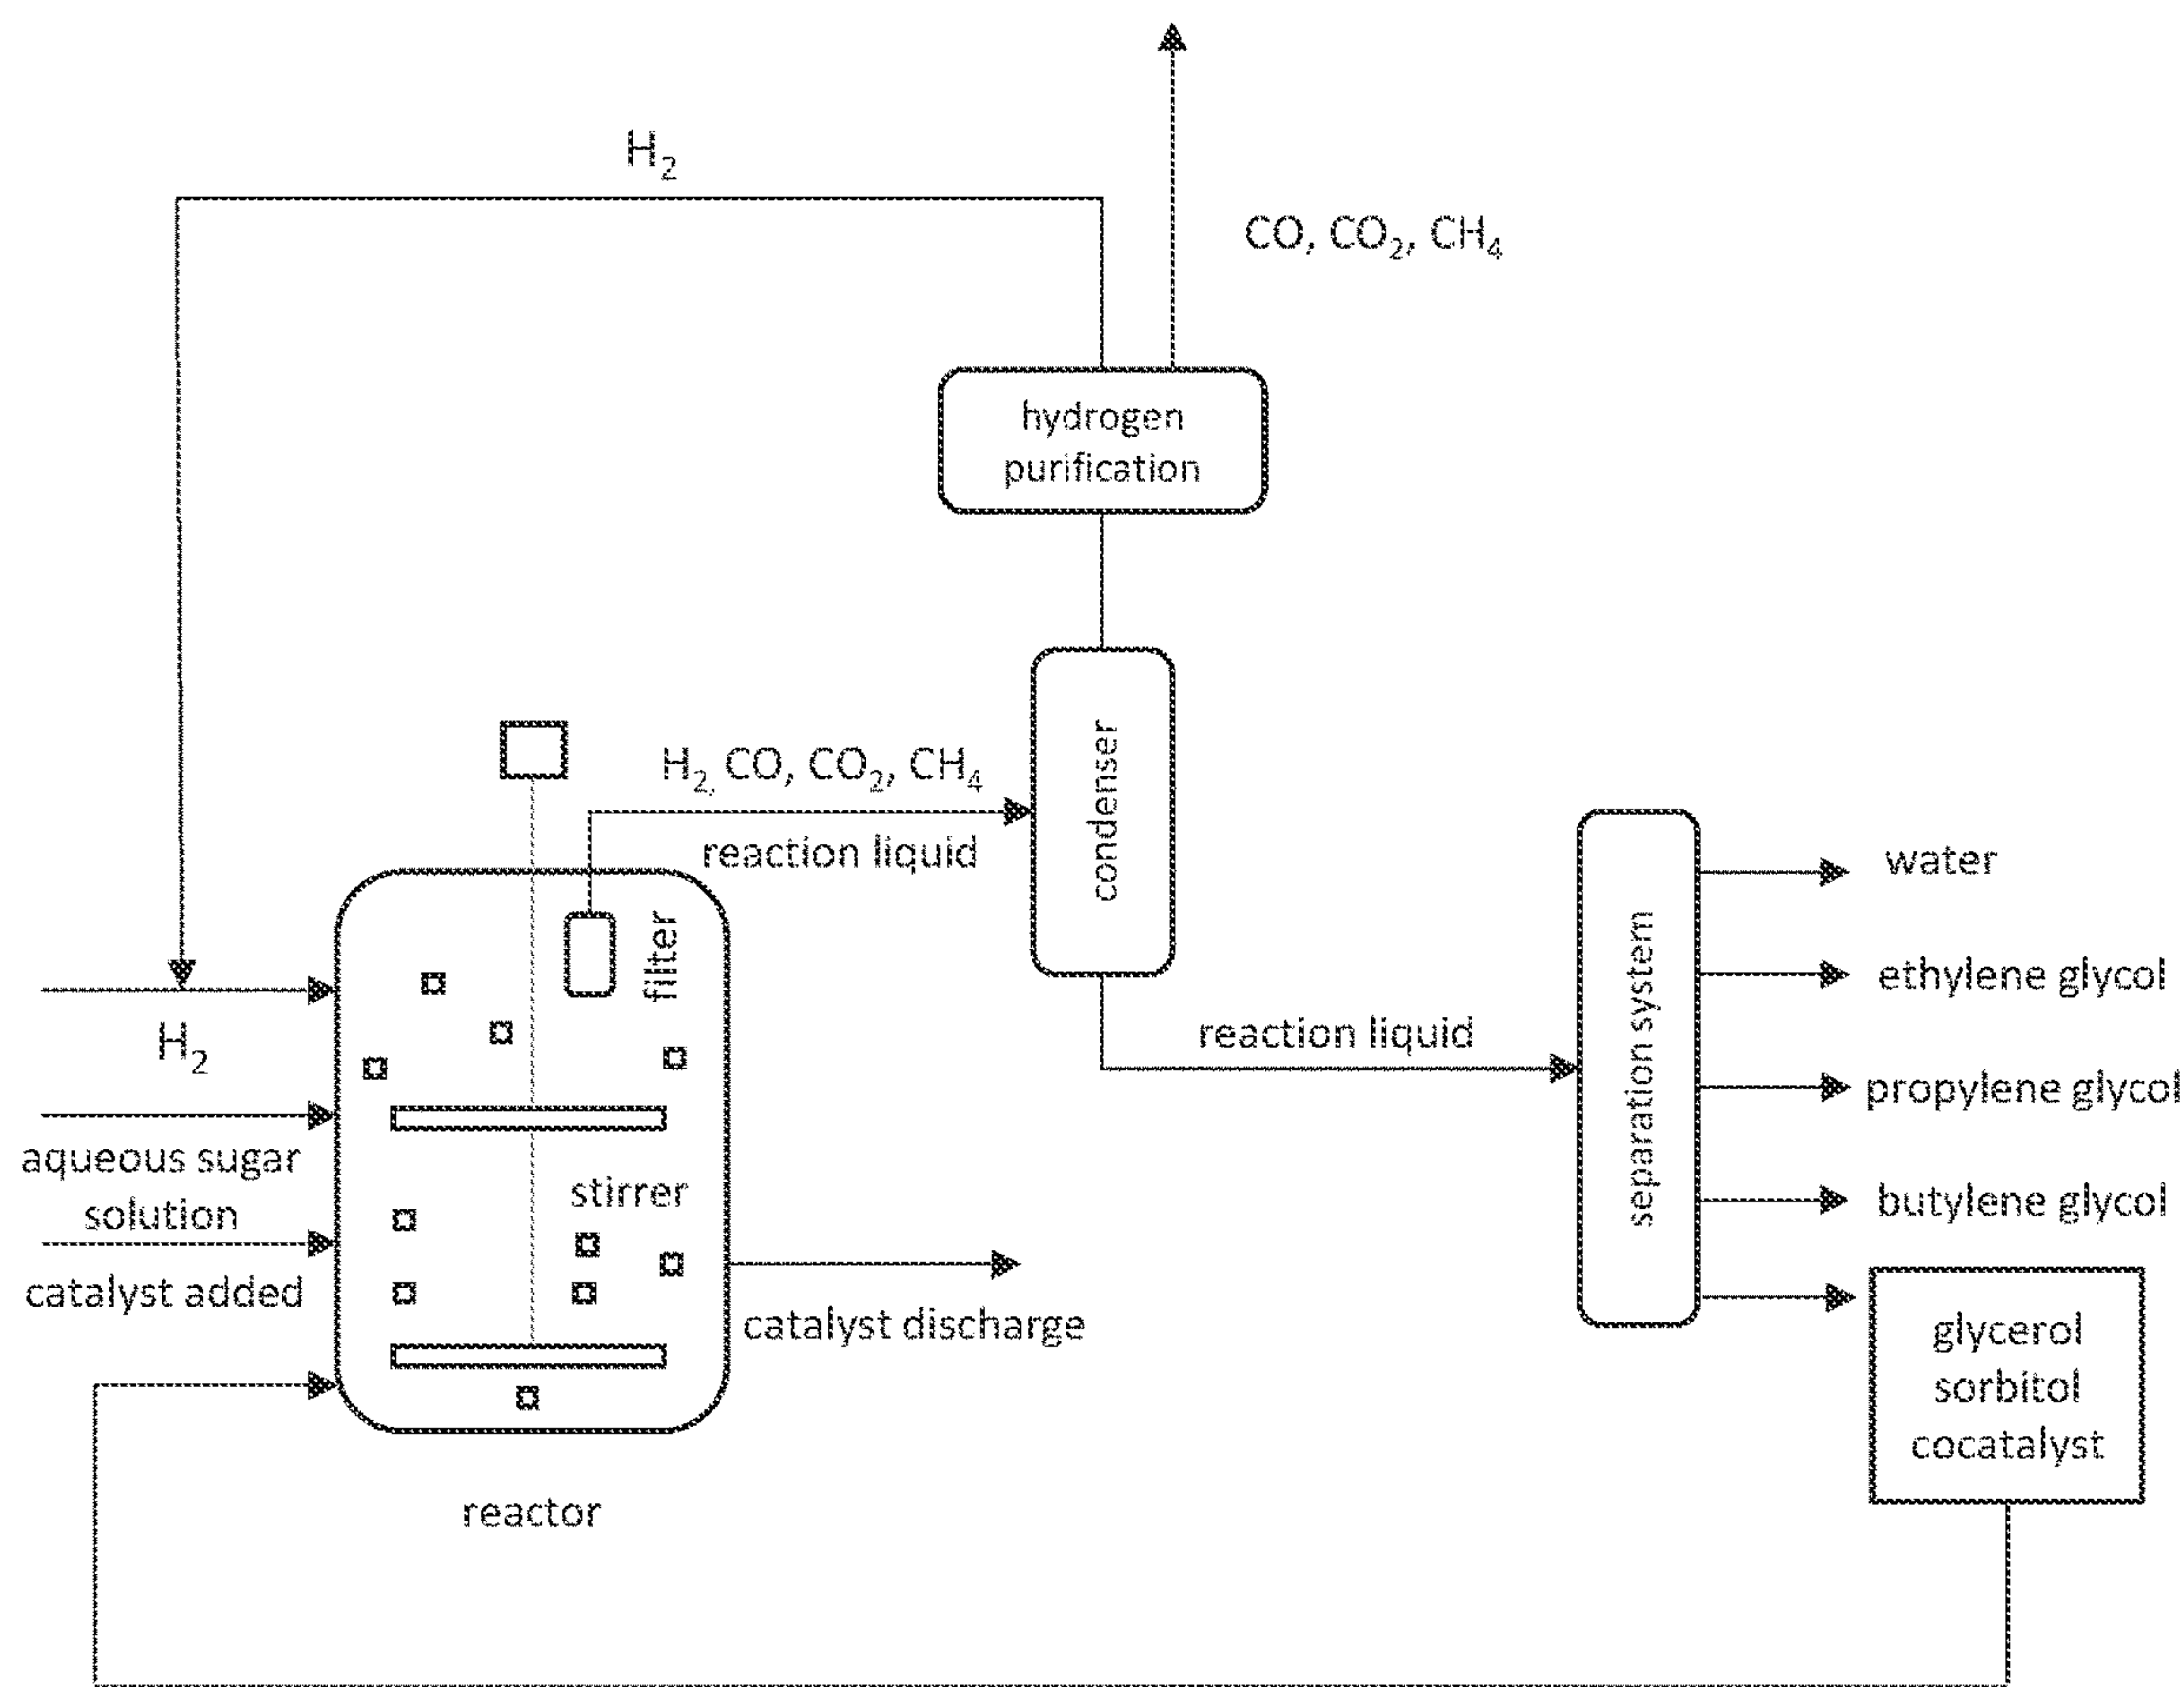 H2
CO, CO2, CH4
hydrogen
purification
condenser
H2, CO, CO2, CH4
reaction liquid
filter
H2
aqueous sugar
solution
catalyst added
stirrer
catalyst discharge
reactor
reaction liquid
separation system
water
ethylene glycol
propylene glycol
butylene glycol
glycerol
sorbitol
cocatalyst